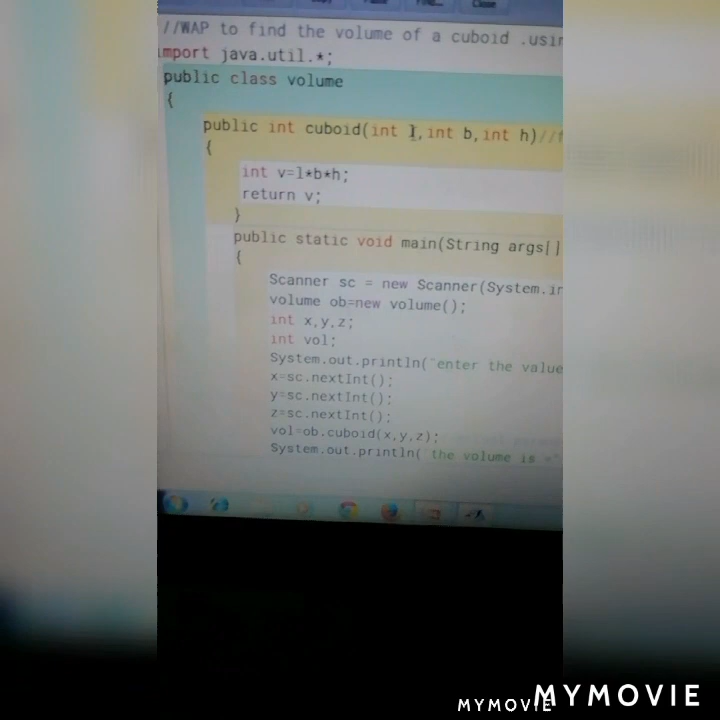 Close
//WAP to find the volume of a cuboid .usin
import java.util.*;
public class volume
{
public int cuboid(int l,int b,int h)//f
{
int v=l*b*h;
return v;
}
public static void main(String args[]
{
Scanner sc = new Scanner(System.in
volume ob=new volume();
int x,y,z;
int vol;
System.out.println("enter the value
x=sc.nextInt();
y=sc.nextInt();
z=sc.nextInt();
vol=ob.cuboid(x,y,z);
System.out.println("the volume is ="
MYMOVIE
MYMOVIE